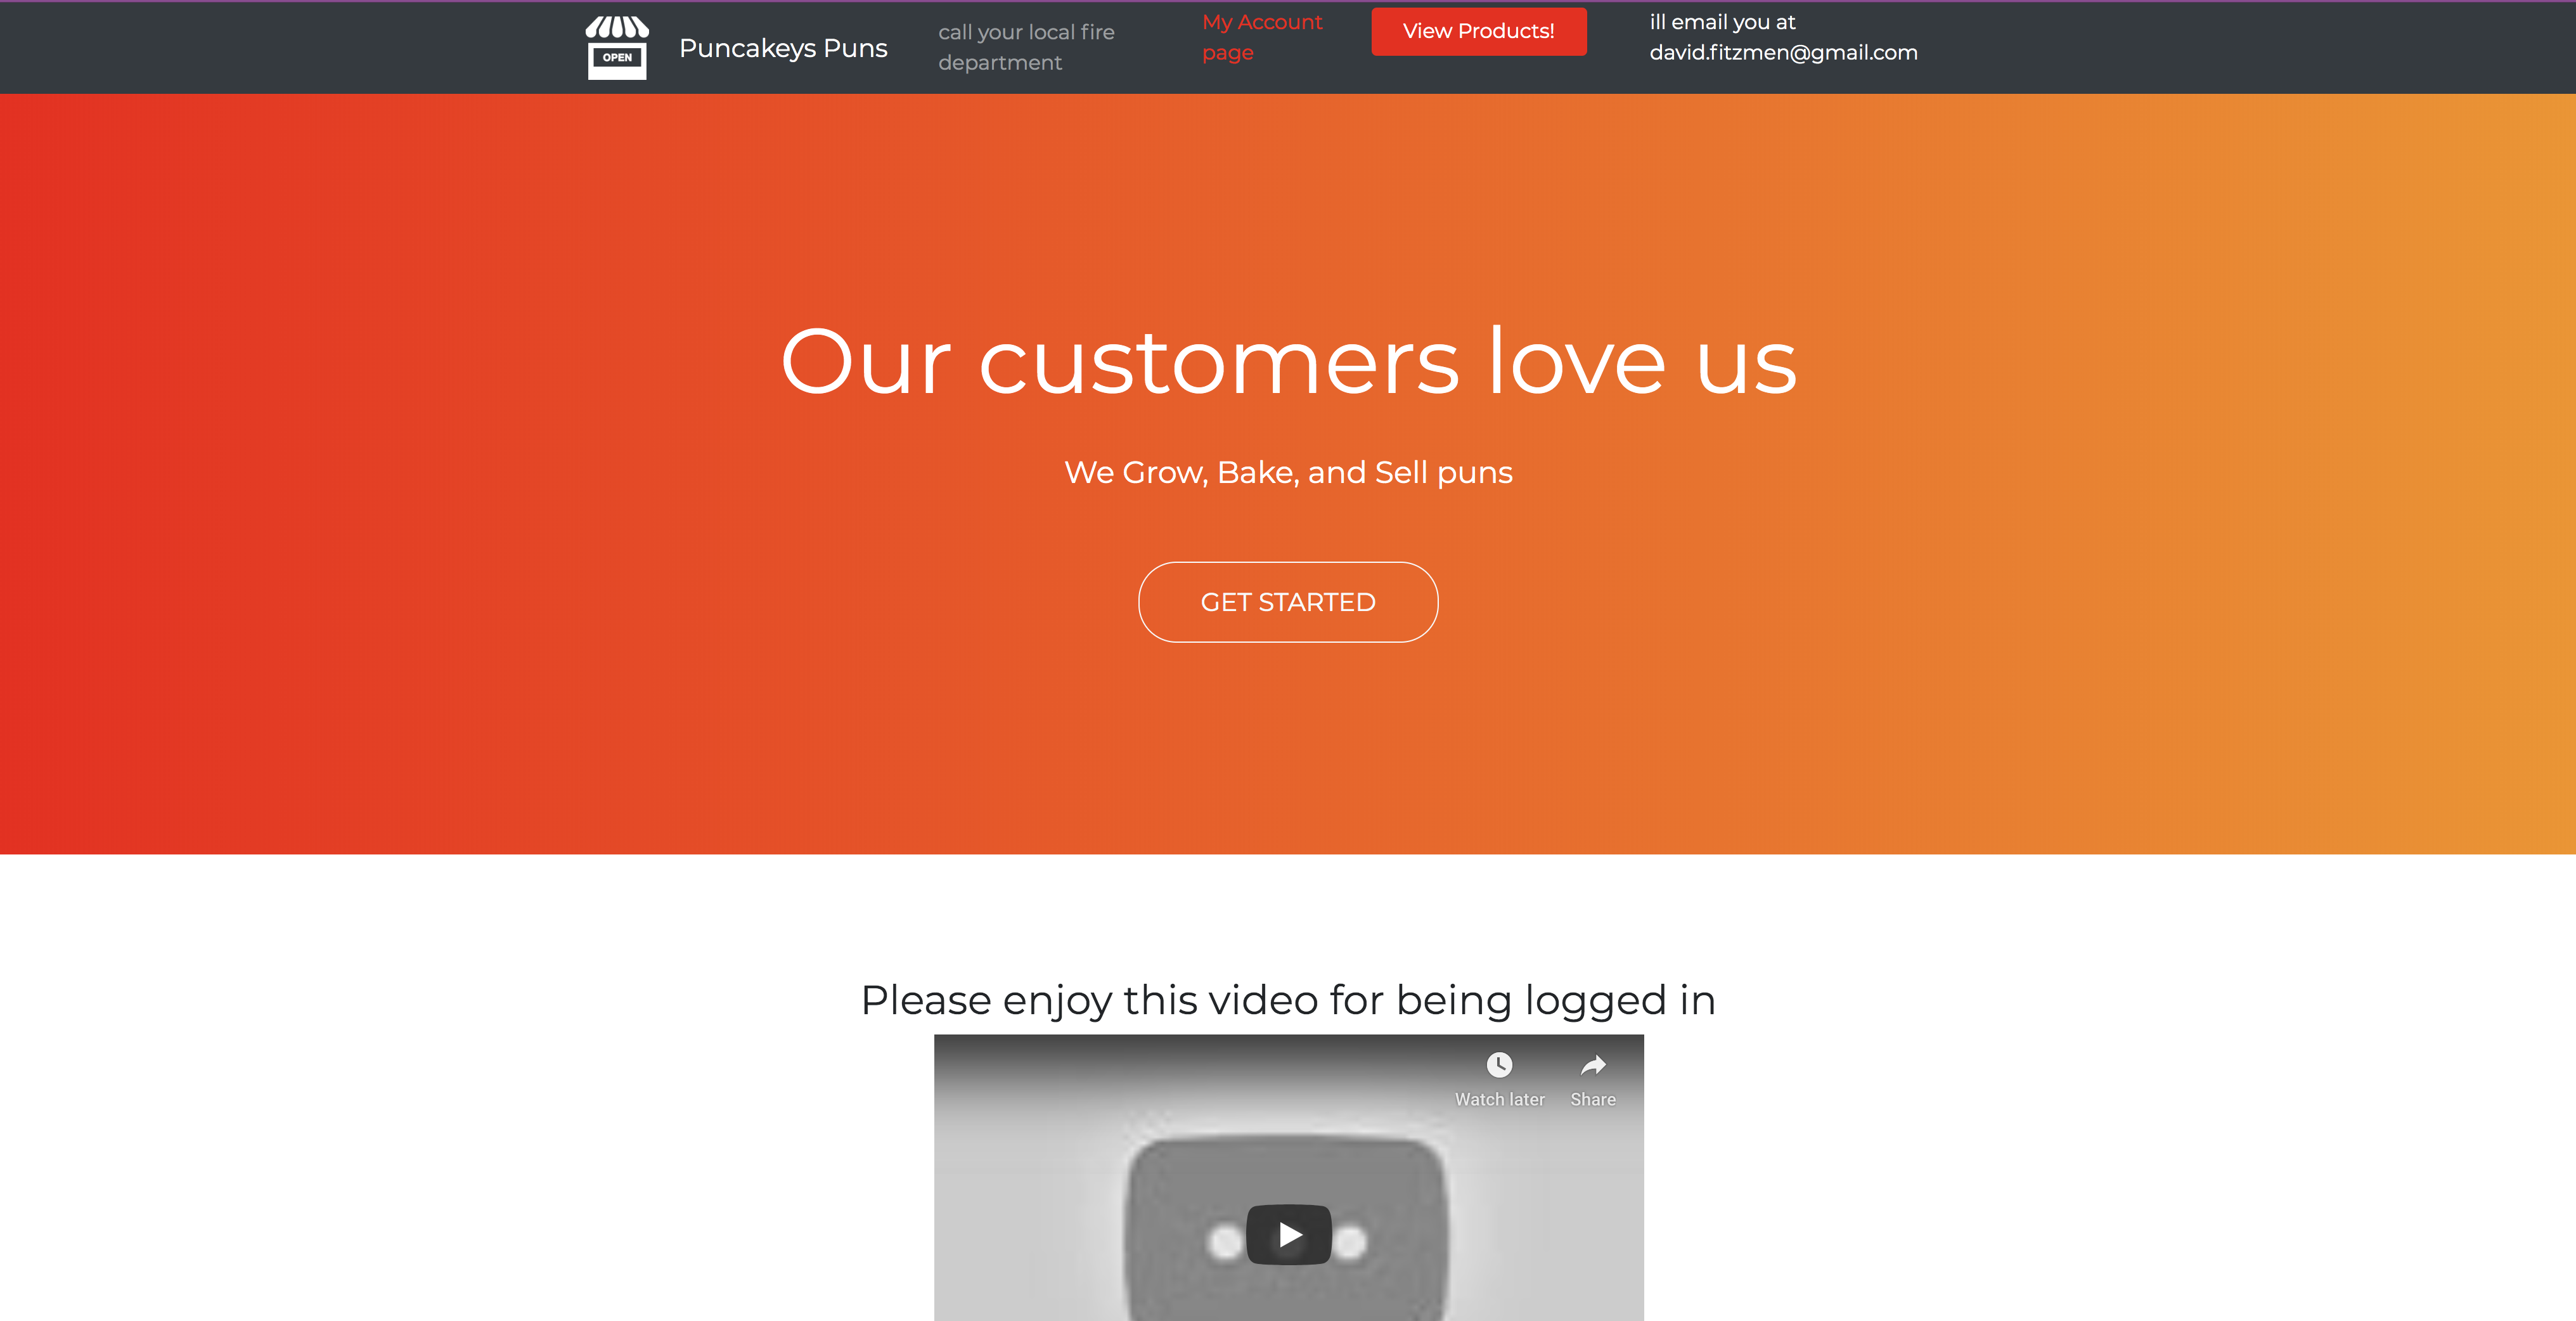 OPEN
Puncakeys Puns
call your local fire
department
My Account
page
View Products!
ill email you at
david.fitzmen@gmail.com
Our customers love us
We Grow, Bake, and Sell puns
GET STARTED
Please enjoy this video for being logged in
Watch later
Share